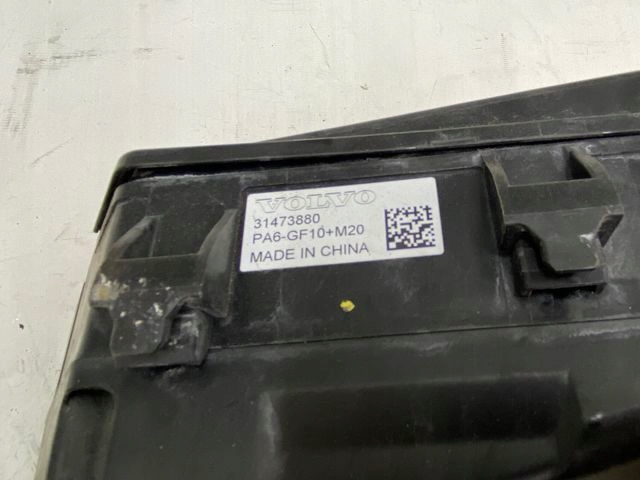 VOLVO
31473880
PA6-GF10+M20
MADE IN CHINA